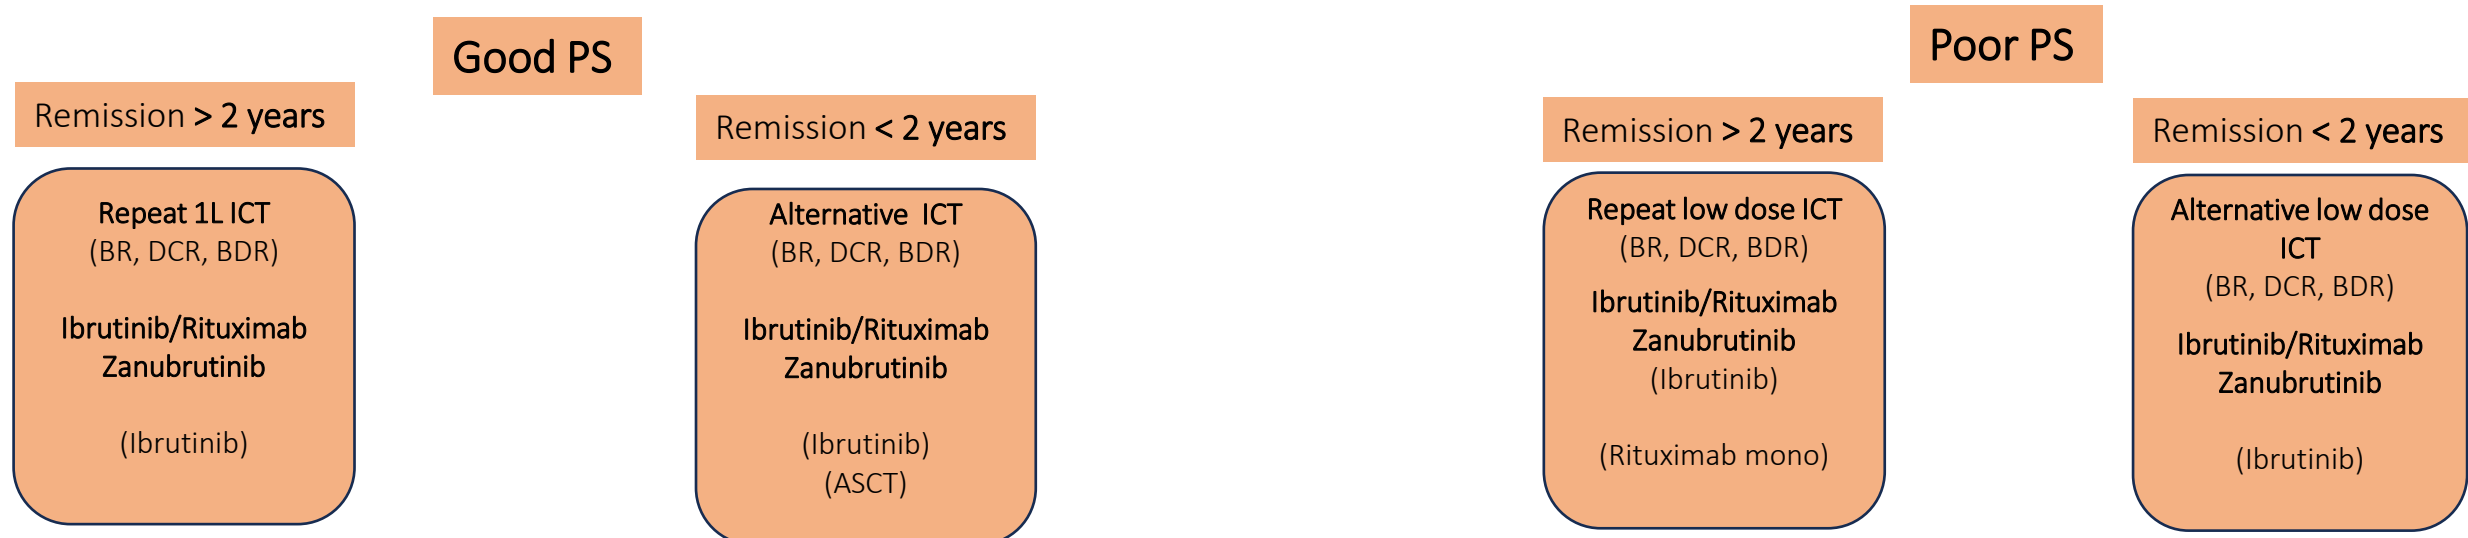 Good PS
Remission > 2 years
Repeat 1L ICT
(BR, DCR, BDR)
Ibrutinib/Rituximab
Zanubrutinib
(Ibrutinib)
Remission < 2 years
Alternative ICT
(BR, DCR, BDR)
Ibrutinib/Rituximab
Zanubrutinib
(Ibrutinib)
(ASCT)
Poor PS
Remission > 2 years
Repeat low dose ICT
(BR, DCR, BDR)
Ibrutinib/Rituximab
Zanubrutinib
(Ibrutinib)
(Rituximab mono)
Remission < 2 years
Alternative low dose
ICT
(BR, DCR, BDR)
Ibrutinib/Rituximab
Zanubrutinib
(Ibrutinib)